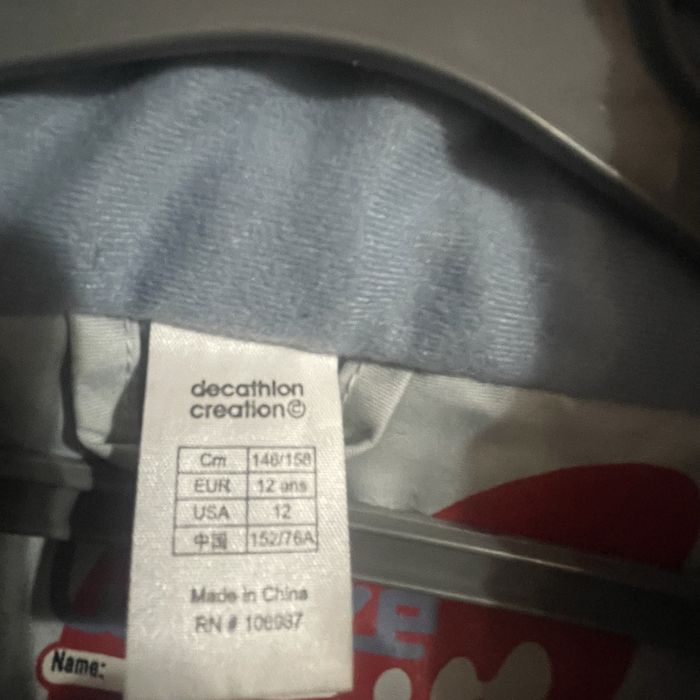 decathlon
creation©
Cm 146/158
EUR 12 ans
USA 12
中国 152/76A
Made in China
RN # 106937
Name: